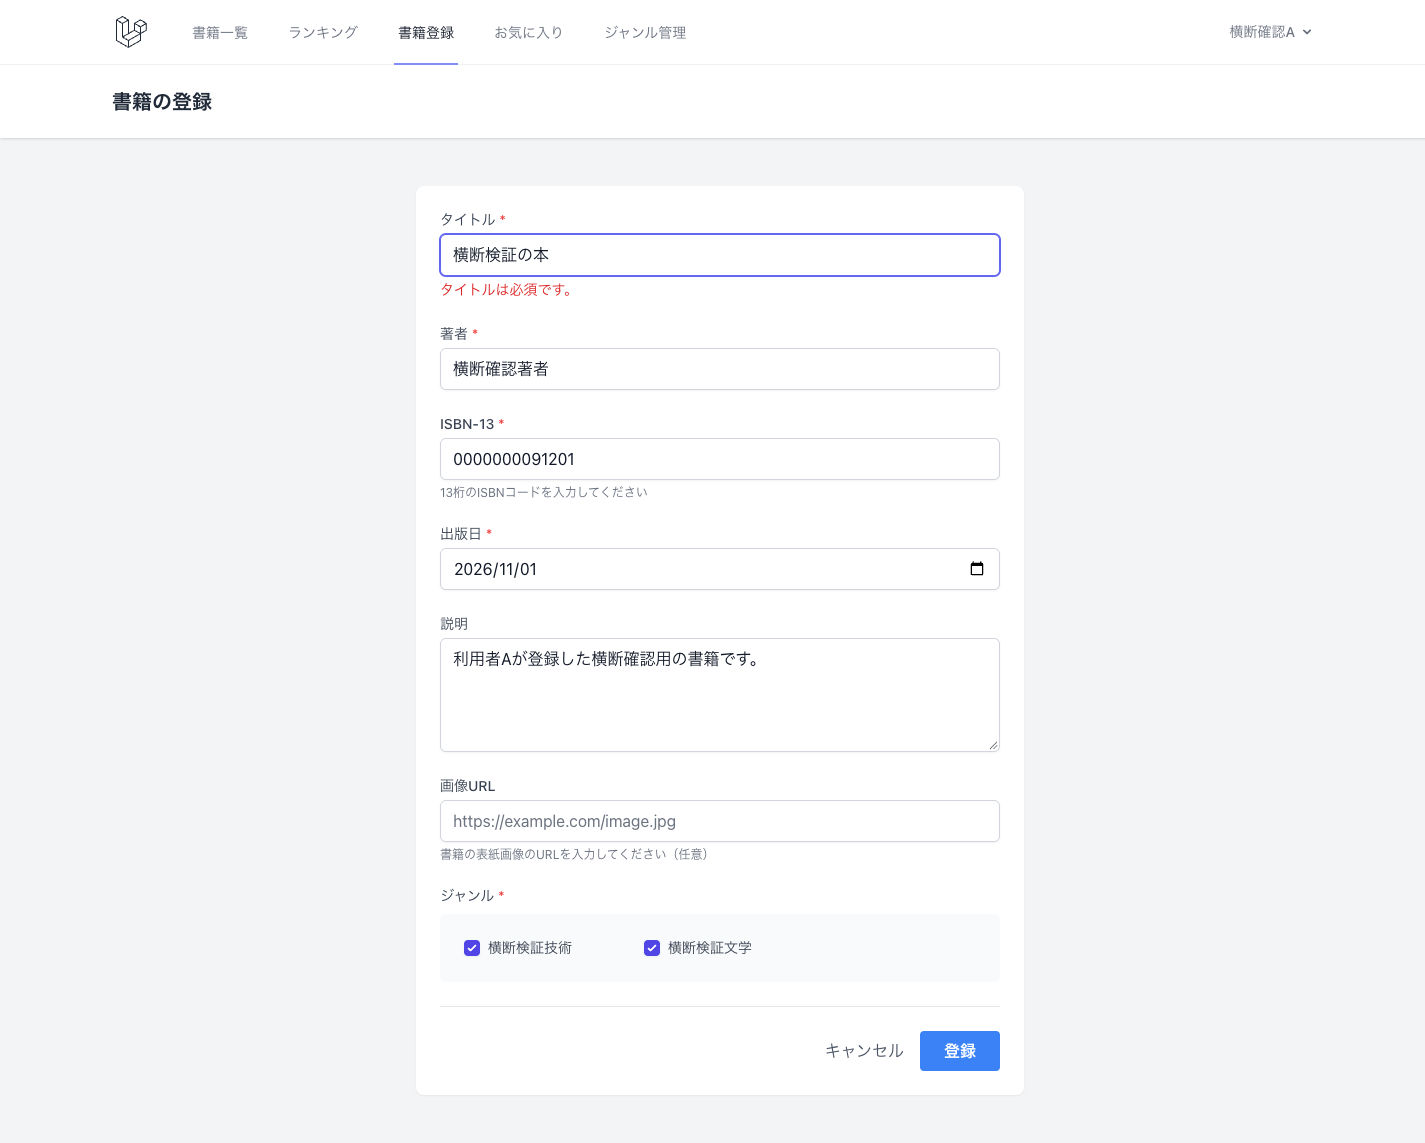 書籍一覧 ランキング 書籍登録 お気に入り ジャンル管理 横断確認A
書籍の登録
タイトル *
横断検証の本
タイトルは必須です。
著者 *
横断確認著者
ISBN-13 *
0000000091201
13桁のISBNコードを入力してください
出版日 *
2026/11/01
説明
利用者Aが登録した横断確認用の書籍です。
画像URL
https://example.com/image.jpg
書籍の表紙画像のURLを入力してください（任意）
ジャンル *
横断検証技術 横断検証文学
キャンセル 登録